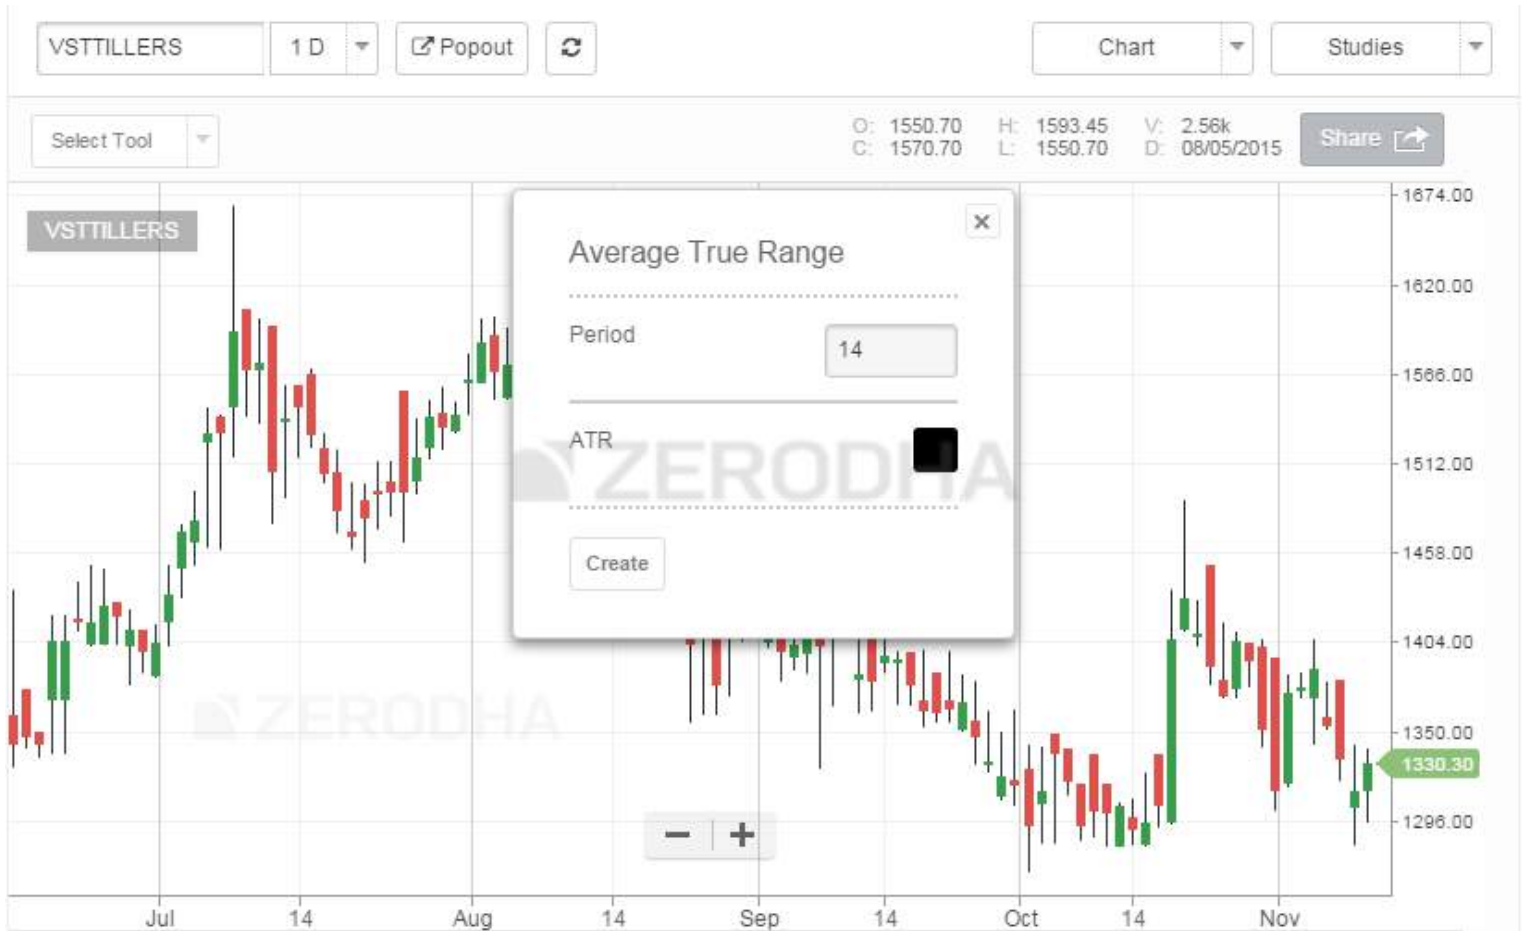 VSTTILLERS 1 D Popout Chart Studies
Select Tool O: 1550.70 H: 1593.45 V: 2.56k Share
C: 1570.70 L: 1550.70 D: 08/05/2015
1674.00
VSTTILLERS
×
Average True Range
1620.00
Period 14
1566.00
ATR
ZERODHA
1512.00
Create
1458.00
1404.00
ZERODHA
1350.00
1330.30
− +
1296.00
Jul 14 Aug 14 Sep 14 Oct 14 Nov